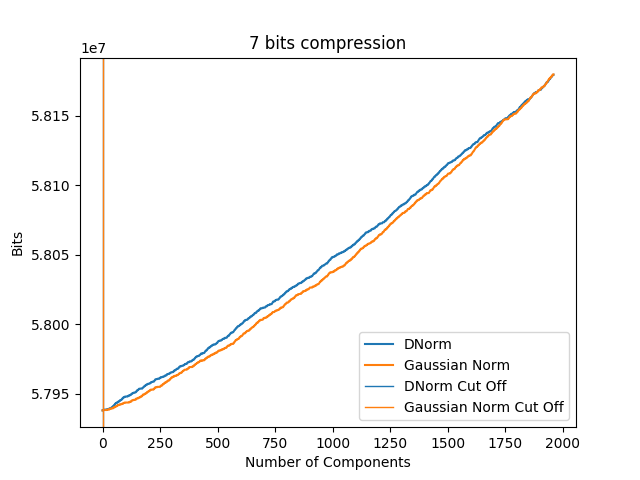 7 bits compression
1e7
5.815
5.810
5.805
5.800
5.795
Bits
0
250
500
750
1000
1250
1500
1750
2000
Number of Components
DNorm
Gaussian Norm
DNorm Cut Off
Gaussian Norm Cut Off